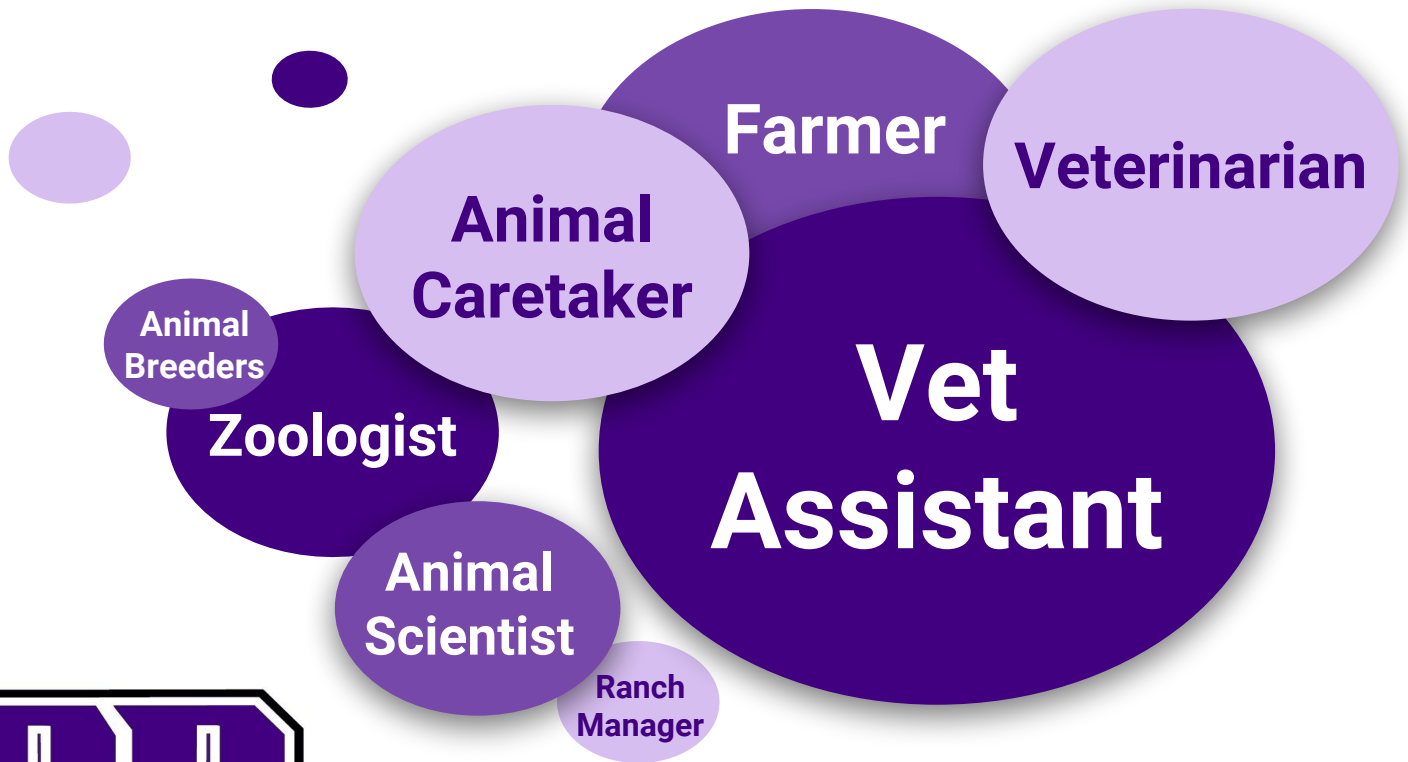 Farmer
Veterinarian
Animal
Caretaker
Animal
Breeders
Zoologist
Vet
Assistant
Animal
Scientist
Ranch
Manager